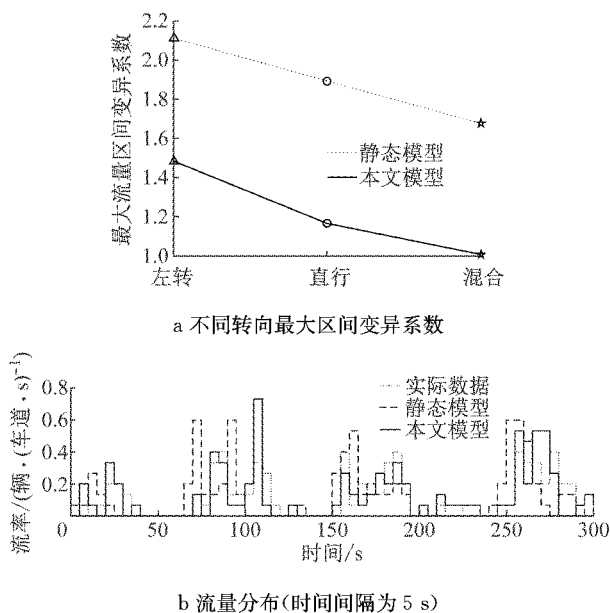 2.2
2.0
1.8
1.6
1.4
1.2
1.0
最大流量区间变异系数
静态模型
本文模型
左转
直行
混合
a 不同转向最大区间变异系数
0.8
0.6
0.4
0.2
流率/(辆·(车道·s)⁻¹)
实际数据
静态模型
本文模型
0 50 100 150 200 250 300
时间/s
b 流量分布(时间间隔为 5 s)